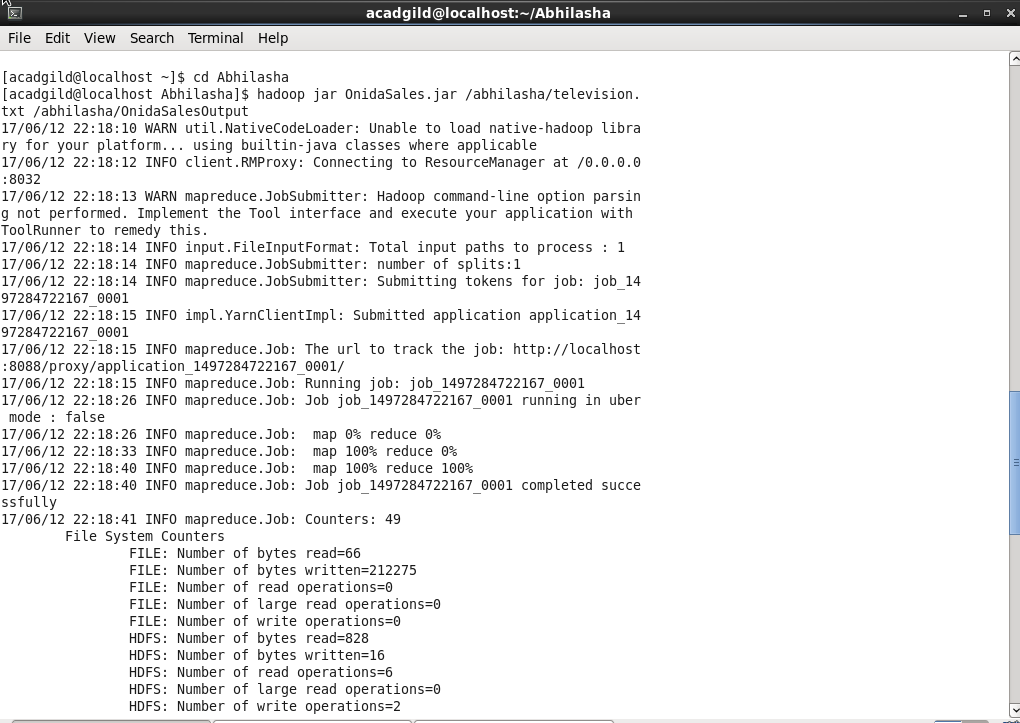 acadgild@localhost:~/Abhilasha
File Edit View Search Terminal Help
[acadgild@localhost ~]$ cd Abhilasha
[acadgild@localhost Abhilasha]$ hadoop jar OnidaSales.jar /abhilasha/television.
txt /abhilasha/OnidaSalesOutput
17/06/12 22:18:10 WARN util.NativeCodeLoader: Unable to load native-hadoop libra
ry for your platform... using builtin-java classes where applicable
17/06/12 22:18:12 INFO client.RMProxy: Connecting to ResourceManager at /0.0.0.0
:8032
17/06/12 22:18:13 WARN mapreduce.JobSubmitter: Hadoop command-line option parsin
g not performed. Implement the Tool interface and execute your application with
ToolRunner to remedy this.
17/06/12 22:18:14 INFO input.FileInputFormat: Total input paths to process : 1
17/06/12 22:18:14 INFO mapreduce.JobSubmitter: number of splits:1
17/06/12 22:18:14 INFO mapreduce.JobSubmitter: Submitting tokens for job: job_14
97284722167_0001
17/06/12 22:18:15 INFO impl.YarnClientImpl: Submitted application application_14
97284722167_0001
17/06/12 22:18:15 INFO mapreduce.Job: The url to track the job: http://localhost
:8088/proxy/application_1497284722167_0001/
17/06/12 22:18:15 INFO mapreduce.Job: Running job: job_1497284722167_0001
17/06/12 22:18:26 INFO mapreduce.Job: Job job_1497284722167_0001 running in uber
 mode : false
17/06/12 22:18:26 INFO mapreduce.Job:  map 0% reduce 0%
17/06/12 22:18:33 INFO mapreduce.Job:  map 100% reduce 0%
17/06/12 22:18:40 INFO mapreduce.Job:  map 100% reduce 100%
17/06/12 22:18:40 INFO mapreduce.Job: Job job_1497284722167_0001 completed succe
ssfully
17/06/12 22:18:41 INFO mapreduce.Job: Counters: 49
File System Counters
FILE: Number of bytes read=66
FILE: Number of bytes written=212275
FILE: Number of read operations=0
FILE: Number of large read operations=0
FILE: Number of write operations=0
HDFS: Number of bytes read=828
HDFS: Number of bytes written=16
HDFS: Number of read operations=6
HDFS: Number of large read operations=0
HDFS: Number of write operations=2